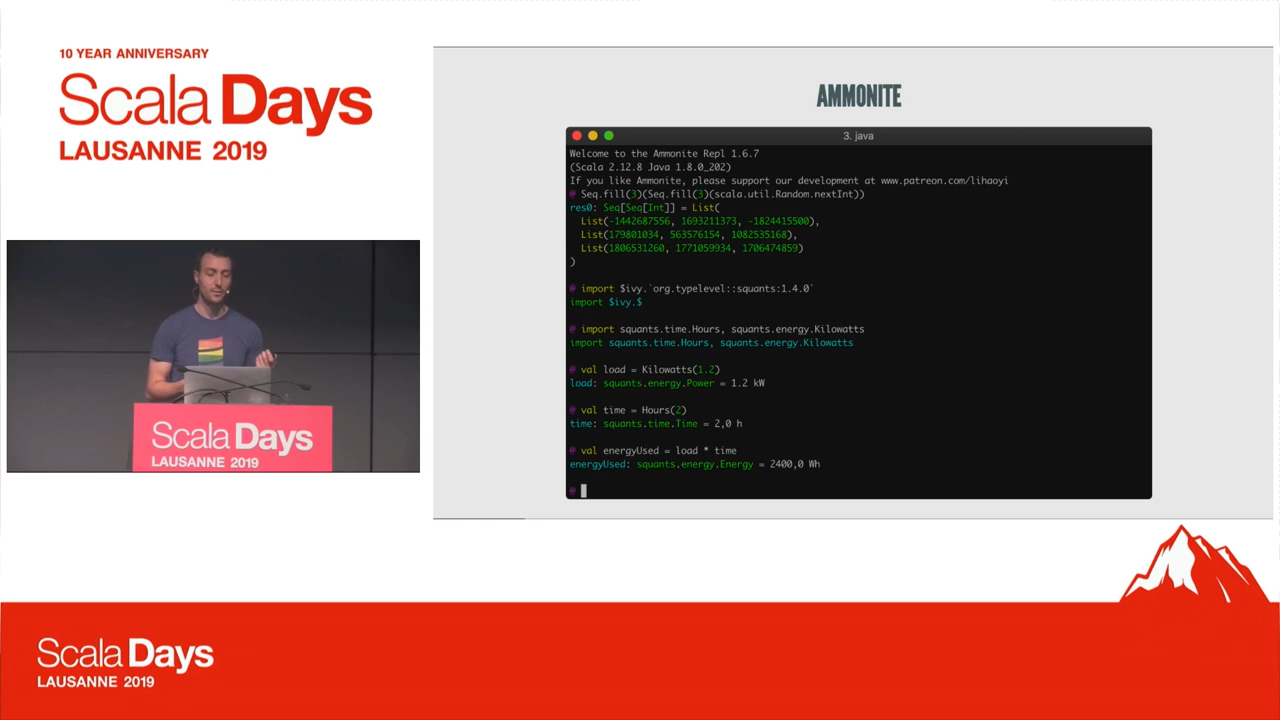 10 YEAR ANNIVERSARY
Scala Days
LAUSANNE 2019
AMMONITE
3. java
Welcome to the Ammonite Repl 1.6.7
(Scala 2.12.8 Java 1.8.0_202)
If you like Ammonite, please support our development at www.patreon.com/lihaoyi
@ Seq.fill(3)(Seq.fill(3)(scala.util.Random.nextInt))
res0: Seq[Seq[Int]] = List(
List(-1442687556, 1693211373, -1824415500),
List(179801034, 563576154, 1082535168),
List(1806531260, 1771059934, 1706474859)
)
@ import $ivy.`org.typelevel::squants:1.4.0`
import $ivy.$
@ import squants.time.Hours, squants.energy.Kilowatts
import squants.time.Hours, squants.energy.Kilowatts
@ val load = Kilowatts(1.2)
load: squants.energy.Power = 1.2 kW
@ val time = Hours(2)
time: squants.time.Time = 2,0 h
@ val energyUsed = load * time
energyUsed: squants.energy.Energy = 2400,0 Wh
@
Scala Days
LAUSANNE 2019
Scala Days
LAUSANNE 2019